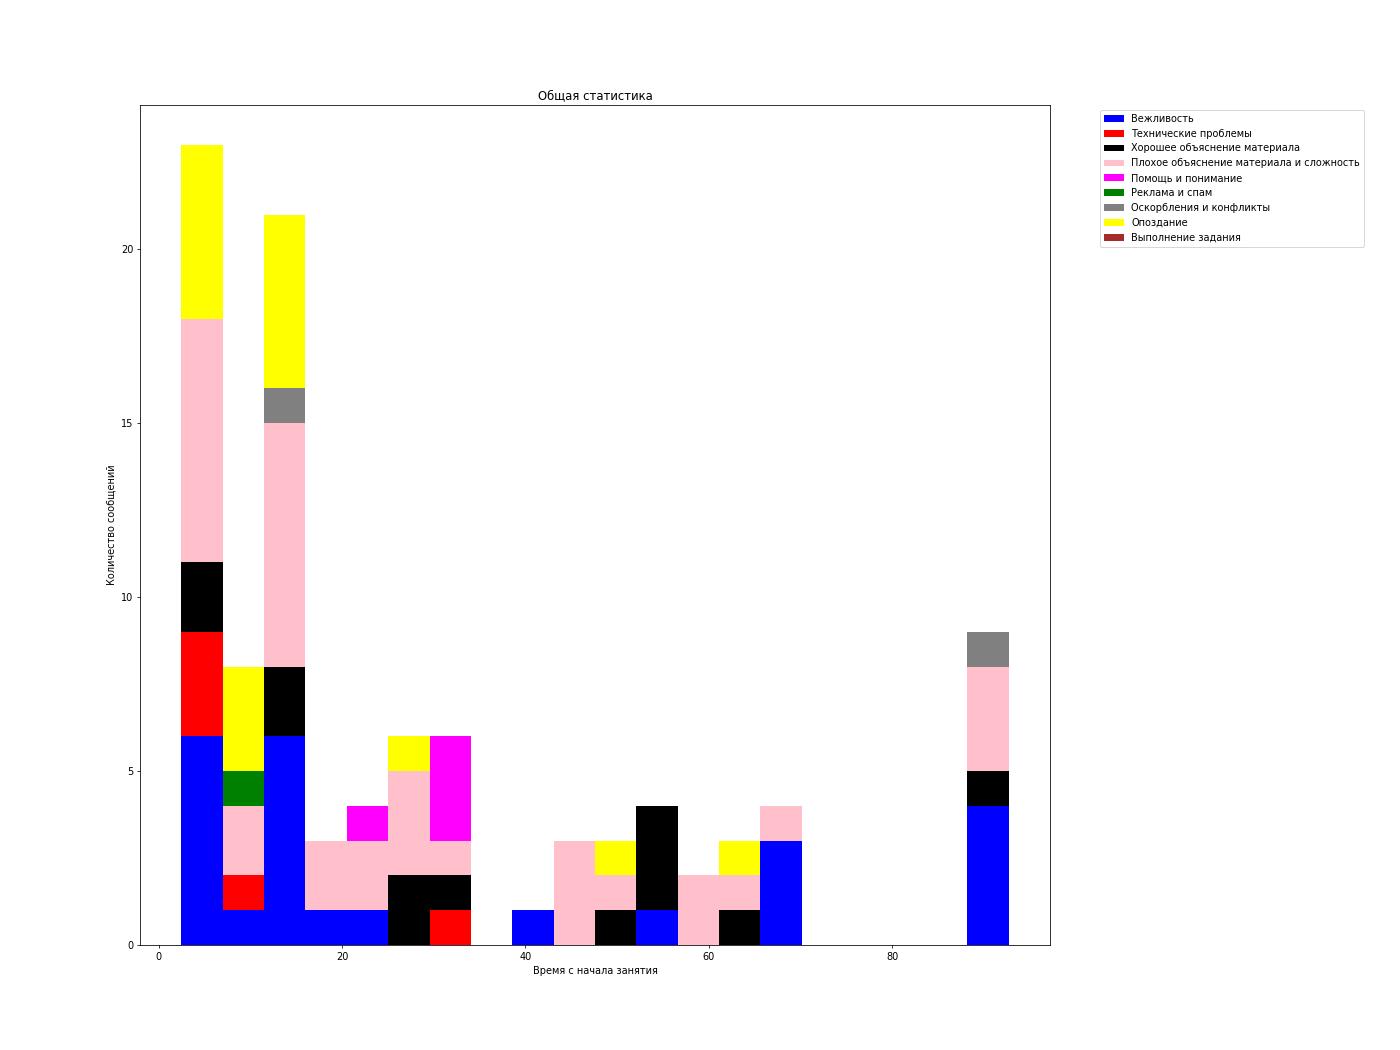 Общая статистика
Вежливость
Технические проблемы
Хорошее объяснение материала
Плохое объяснение материала и сложность
Помощь и понимание
Реклама и спам
Оскорбления и конфликты
Опоздание
Выполнение задания
Количество сообщений
20
15
10
5
0
0 20 40 60 80
Время с начала занятия